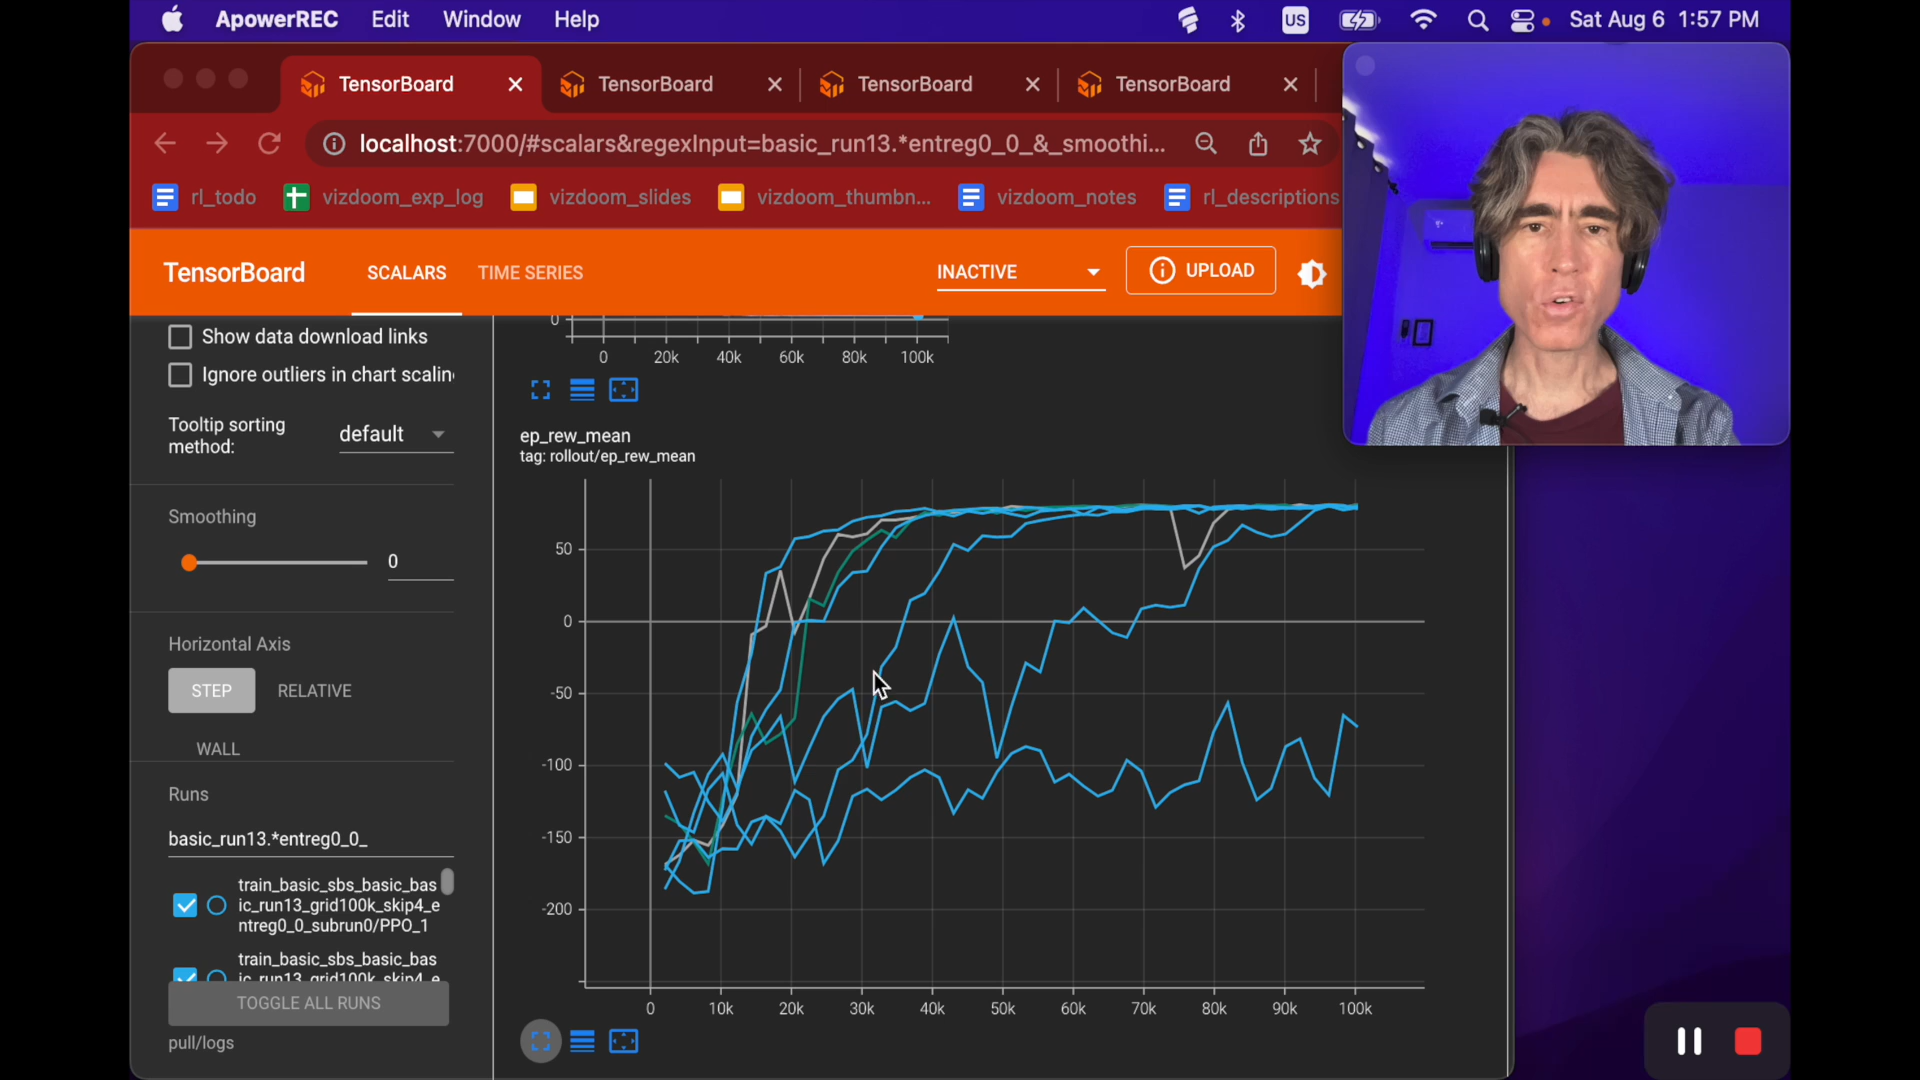 ApowerREC Edit Window Help US Sat Aug 6 1:57 PM
TensorBoard TensorBoard TensorBoard TensorBoard
localhost:7000/#scalars&regexInput=basic_run13.*entreg0_0_&_smoothi...
rl_todo vizdoom_exp_log vizdoom_slides vizdoom_thumbn... vizdoom_notes rl_descriptions
TensorBoard SCALARS TIME SERIES INACTIVE UPLOAD
Show data download links
Ignore outliers in chart scalin
Tooltip sorting
method:
default
Smoothing
0
Horizontal Axis
STEP RELATIVE
WALL
Runs
basic_run13.*entreg0_0_
train_basic_sbs_basic_bas
ic_run13_grid100k_skip4_e
ntreg0_0_subrun0/PPO_1
train_basic_sbs_basic_bas
ic_run13_grid100k_skip4_e
TOGGLE ALL RUNS
pull/logs
0
0 20k 40k 60k 80k 100k
ep_rew_mean
tag: rollout/ep_rew_mean
50
0
-50
-100
-150
-200
0 10k 20k 30k 40k 50k 60k 70k 80k 90k 100k